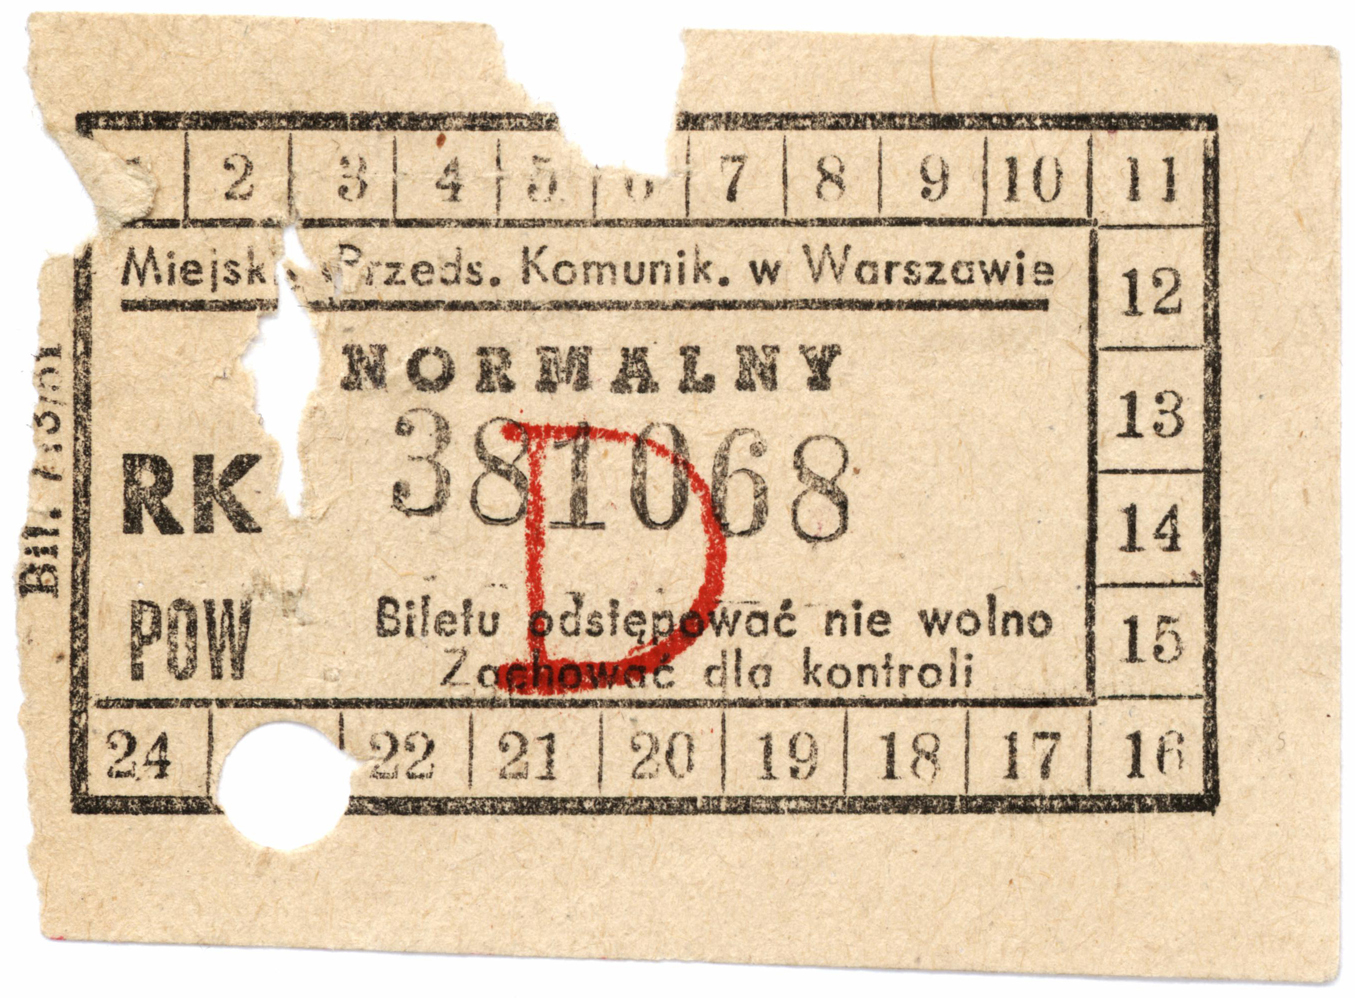 2 3 4 5 7 8 9 10 11
Przeds. Komunik. w Warszawie
12
NORMALNY
13
381068
D
RK
14
POW
Biletu odstępować nie wolno
15
Zachować dla kontroli
24 22 21 20 19 18 17 16
Bil.